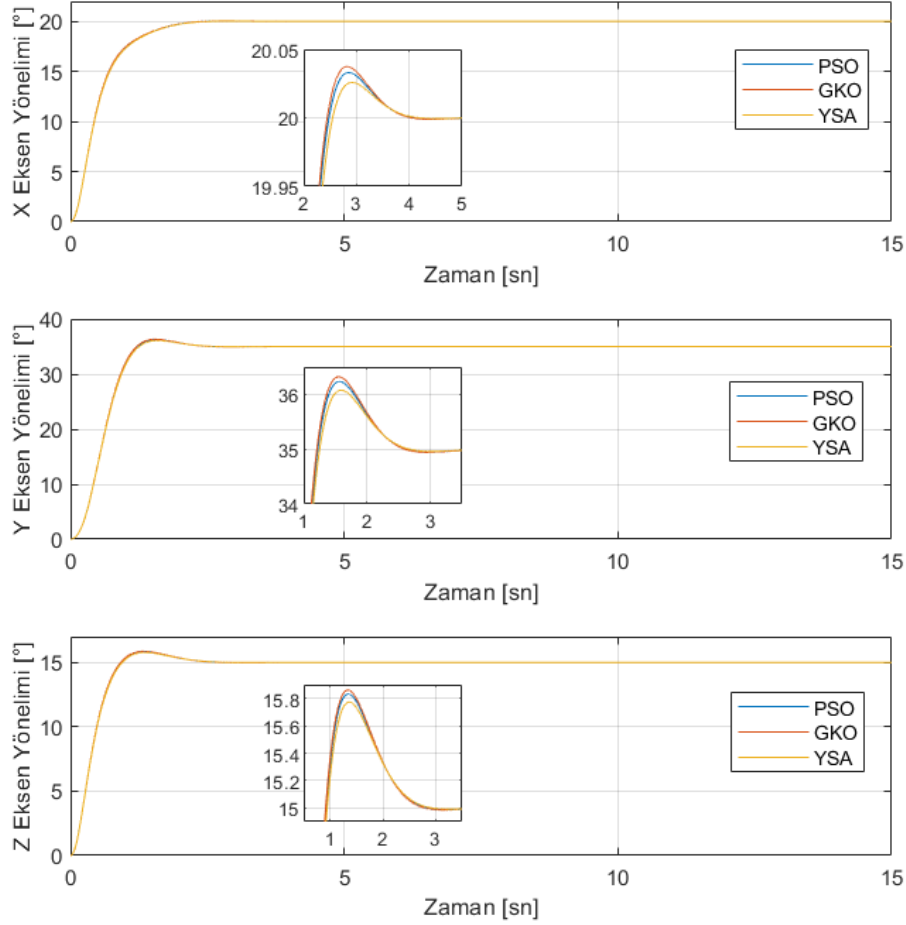 X Eksen Yönelimi [°]
20
15
10
5
0
20.05
20
19.95
2 3 4 5
PSO
GKO
YSA
0 5 10 15
Zaman [sn]
Y Eksen Yönelimi [°]
40
30
20
10
0
36
35
34
1 2 3
PSO
GKO
YSA
0 5 10 15
Zaman [sn]
Z Eksen Yönelimi [°]
15
10
5
0
15.8
15.6
15.4
15.2
15
1 2 3
PSO
GKO
YSA
0 5 10 15
Zaman [sn]